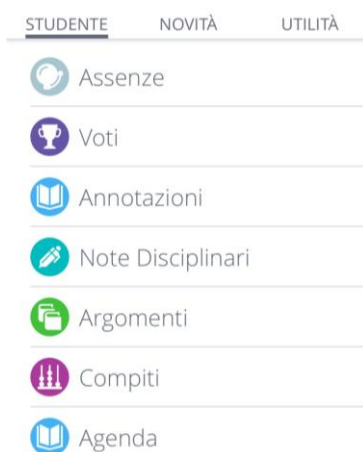 STUDENTE NOVITÀ UTILITÀ
Assenze
Voti
Annotazioni
Note Disciplinari
Argomenti
Compiti
Agenda